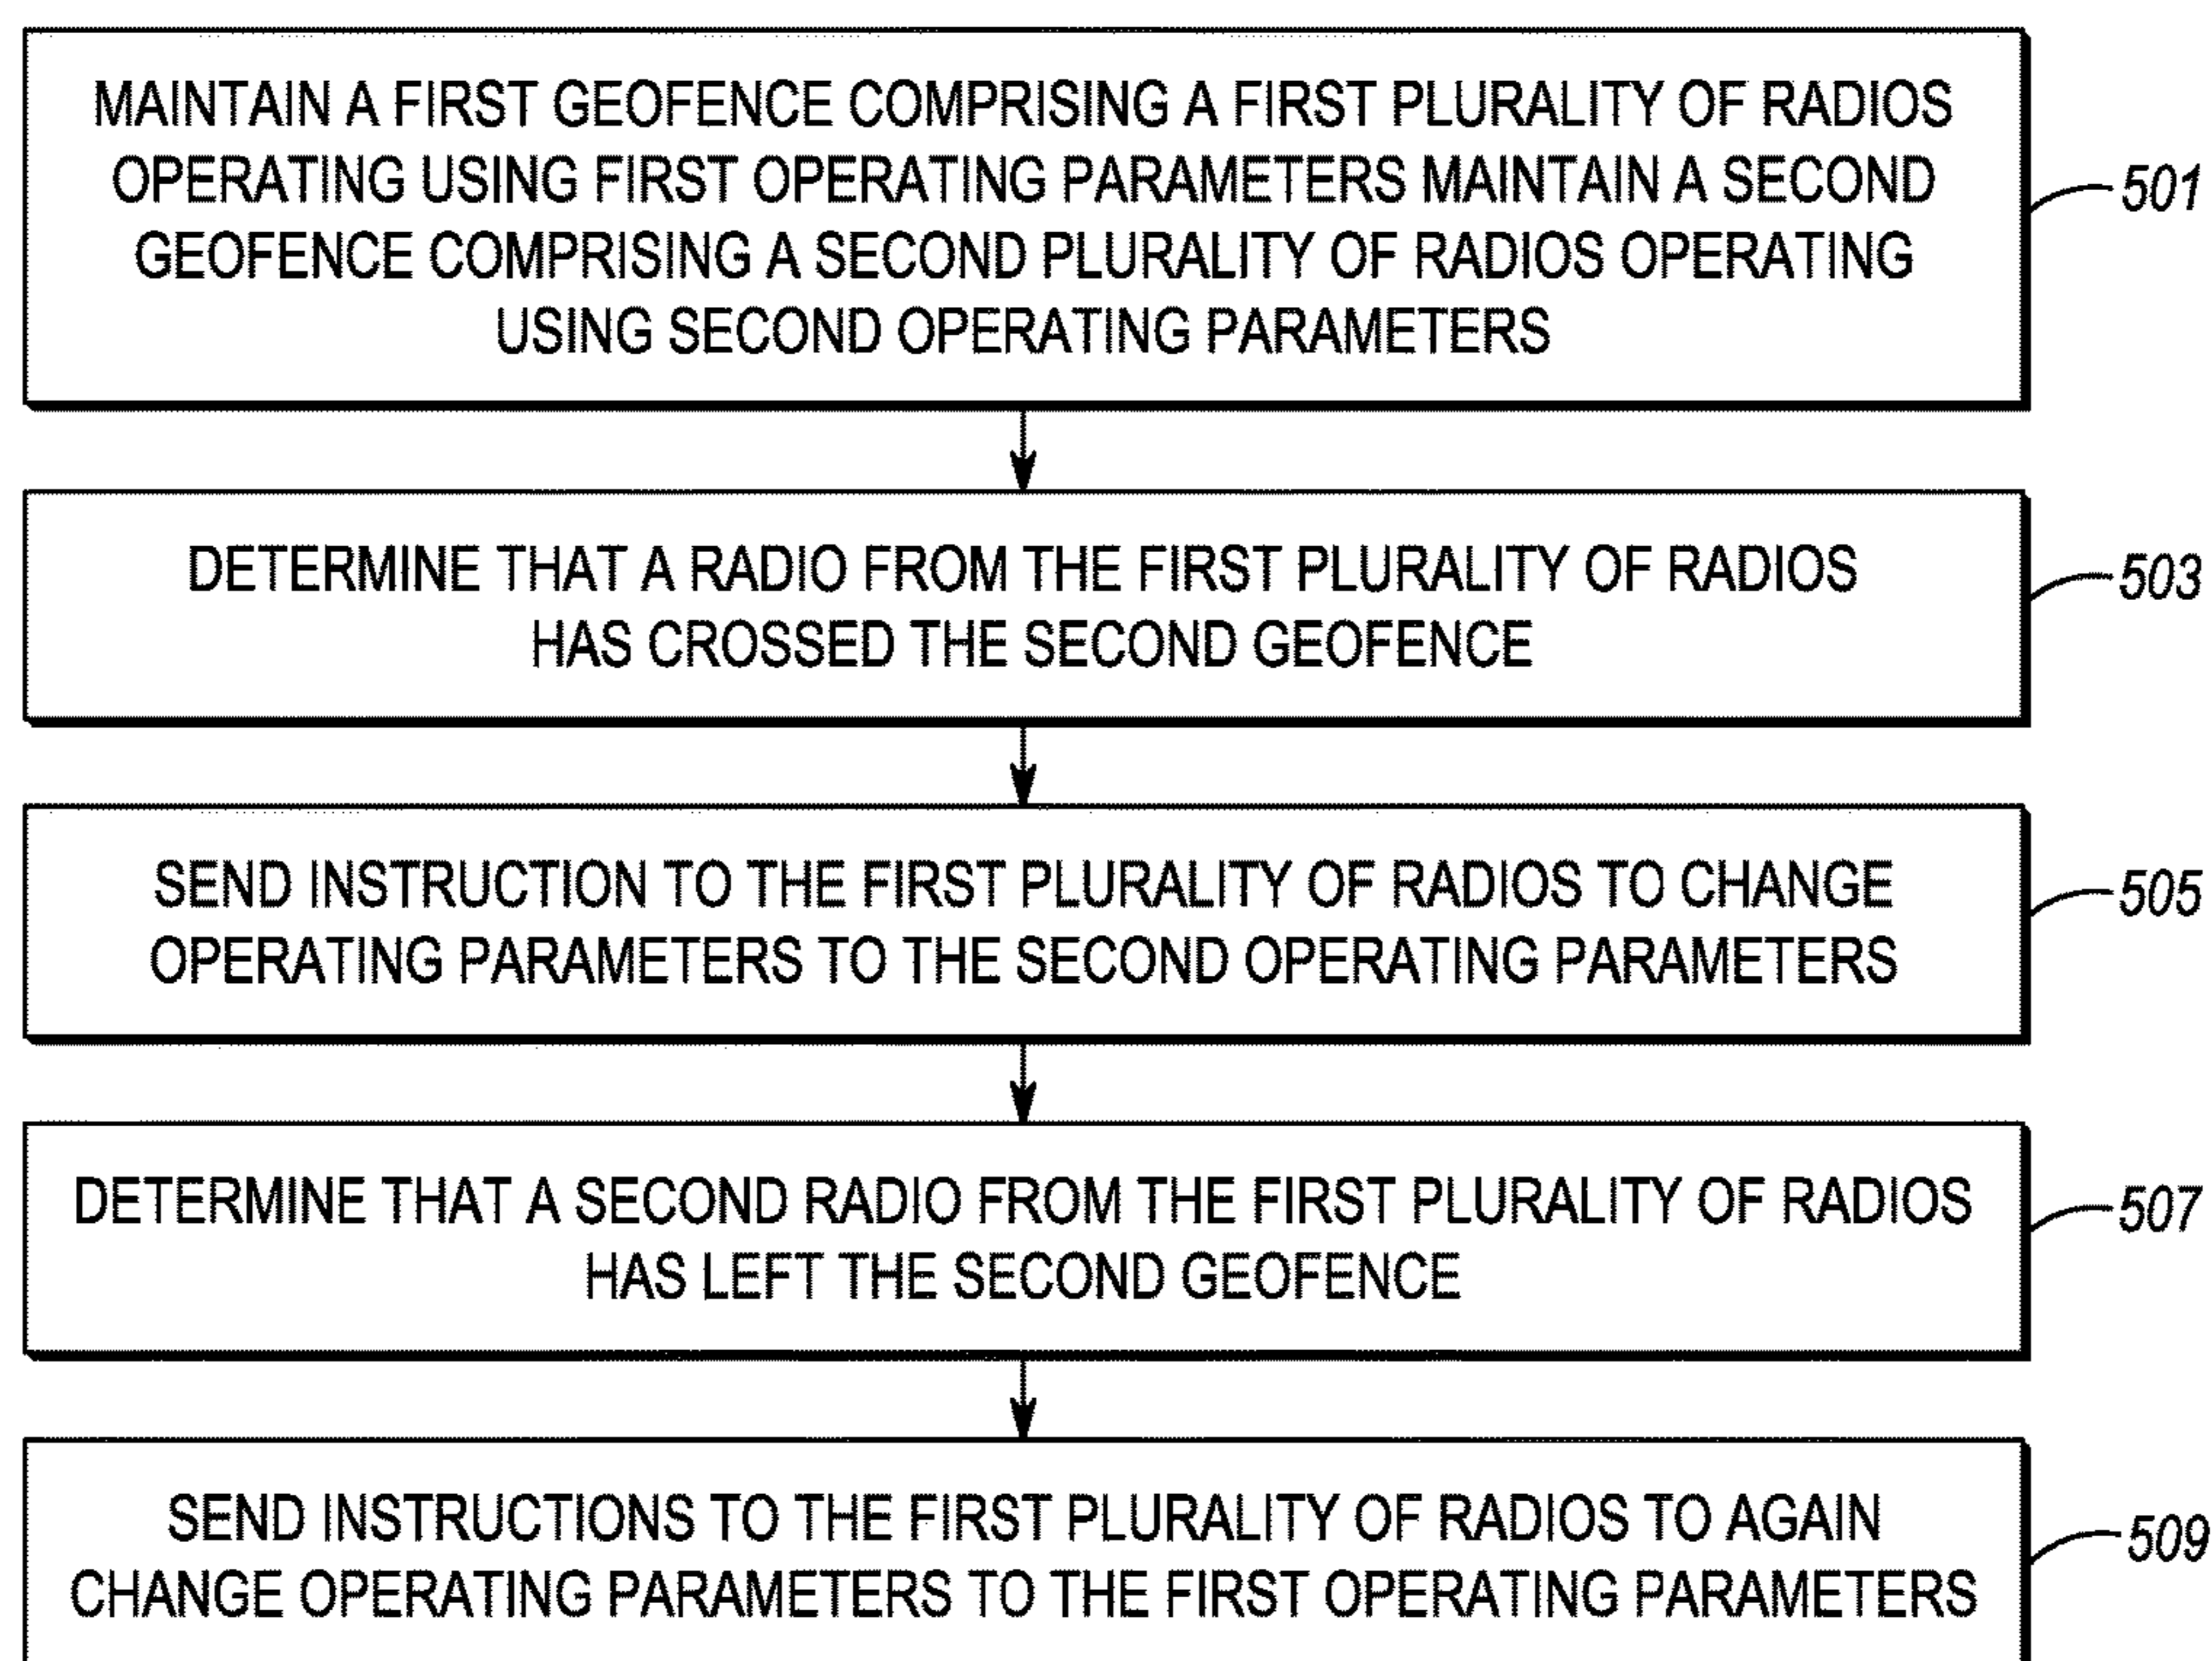 MAINTAIN A FIRST GEOFENCE COMPRISING A FIRST PLURALITY OF RADIOS
OPERATING USING FIRST OPERATING PARAMETERS MAINTAIN A SECOND
GEOFENCE COMPRISING A SECOND PLURALITY OF RADIOS OPERATING
USING SECOND OPERATING PARAMETERS
501
DETERMINE THAT A RADIO FROM THE FIRST PLURALITY OF RADIOS
HAS CROSSED THE SECOND GEOFENCE
503
SEND INSTRUCTION TO THE FIRST PLURALITY OF RADIOS TO CHANGE
OPERATING PARAMETERS TO THE SECOND OPERATING PARAMETERS
505
DETERMINE THAT A SECOND RADIO FROM THE FIRST PLURALITY OF RADIOS
HAS LEFT THE SECOND GEOFENCE
507
SEND INSTRUCTIONS TO THE FIRST PLURALITY OF RADIOS TO AGAIN
CHANGE OPERATING PARAMETERS TO THE FIRST OPERATING PARAMETERS
509